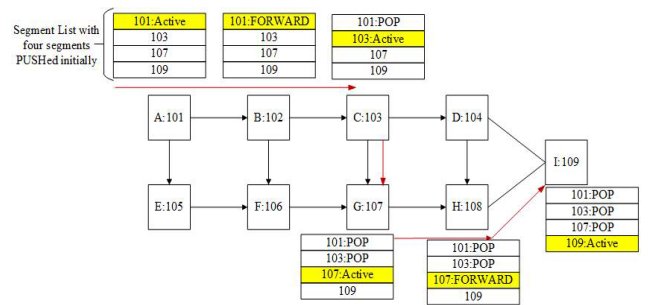 Segment List with
four segments
PUSHed initially
101:Active
103
107
109
101:FORWARD
103
107
109
101:POP
103:Active
107
109
A:101
B:102
C:103
D:104
I:109
E:105
F:106
G:107
H:108
101:POP
103:POP
107:Active
109
101:POP
103:POP
107:FORWARD
109
101:POP
103:POP
107:POP
109:Active